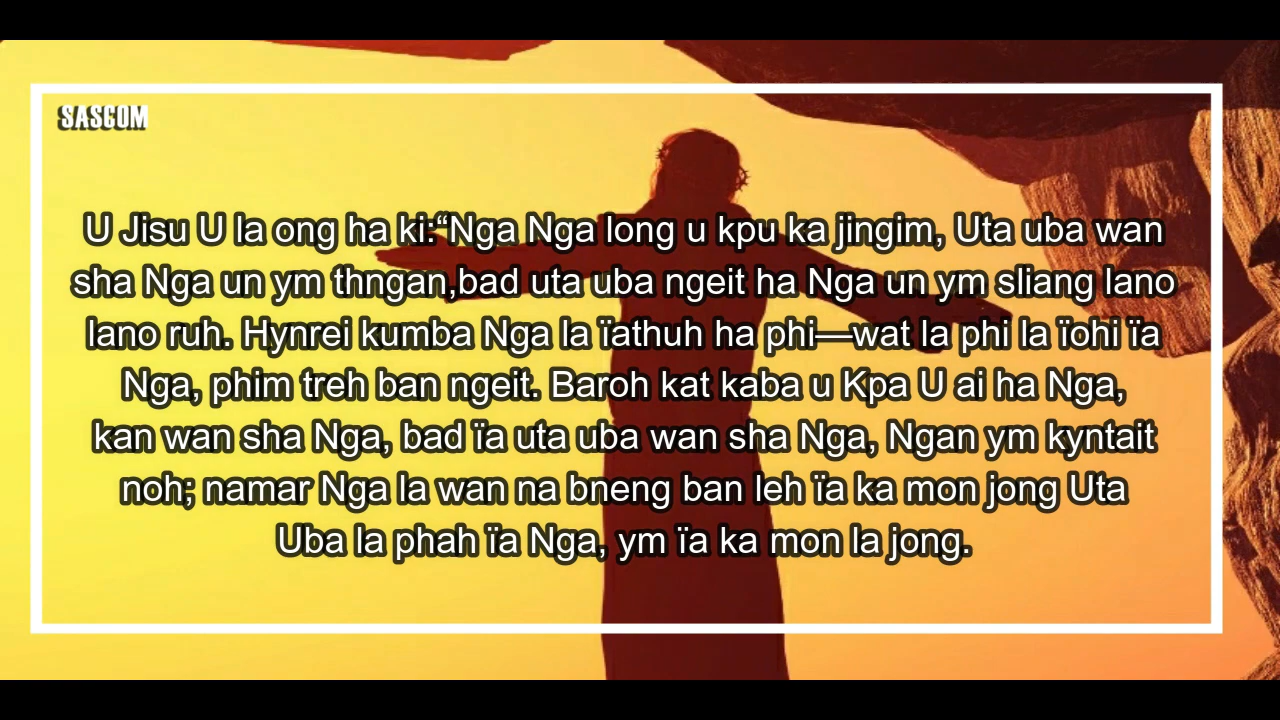 SASCOM
U Jisu U la ong ha ki:“Nga Nga long u kpu ka jingim, Uta uba wan
sha Nga un ym thngan,bad uta uba ngeit ha Nga un ym sliang lano
lano ruh. Hynrei kumba Nga la ïathuh ha phi—wat la phi la ïohi ïa
Nga, phim treh ban ngeit. Baroh kat kaba u Kpa U ai ha Nga,
kan wan sha Nga, bad ïa uta uba wan sha Nga, Ngan ym kyntait
noh; namar Nga la wan na bneng ban leh ïa ka mon jong Uta
Uba la phah ïa Nga, ym ïa ka mon la jong.